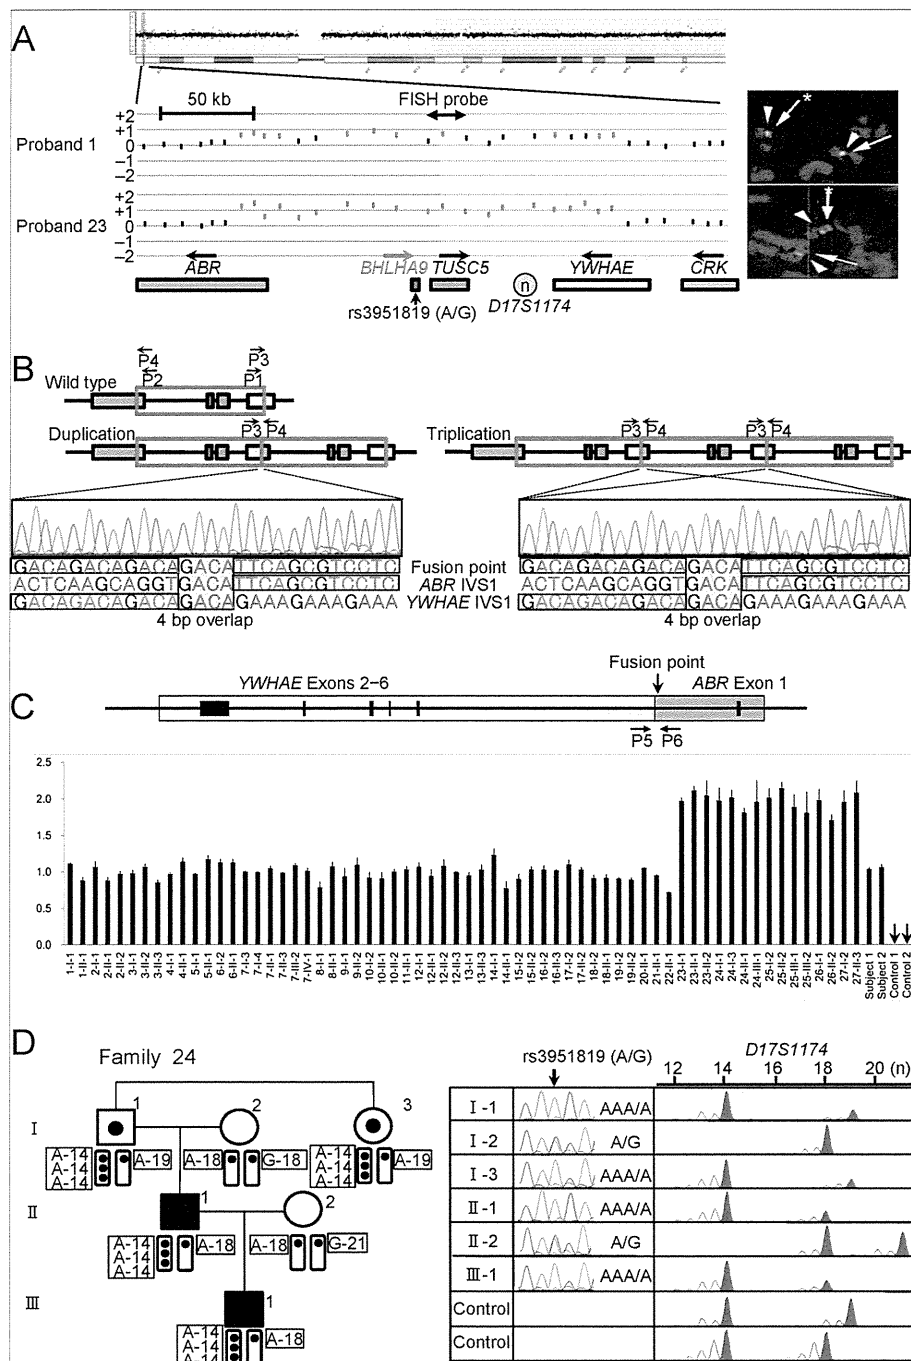 A
50 kb
FISH probe
Proband 1
+2
+1
0
−1
−2
Proband 23
+2
+1
0
−1
−2
ABR
BHLHA9
TUSC5
YWHAE
CRK
n
D17S1174
rs3951819 (A/G)
*
*
B
P4
P3
P2
P1
Wild type
Duplication
P3 P4
Triplication
P3 P4
P3 P4
GACAGACAGACAGACATTCAGCGTCCTC
Fusion point
GACAGACAGACAGACATTCAGCGTCCTC
ACTCAAGCAGGTGACATTCAGCGTCCTC
ABR IVS1
ACTCAAGCAGGTGACATTCAGCGTCCTC
GACAGACAGACAGACAGAAAGAAAGAAA
YWHAE IVS1
GACAGACAGACAGACAGAAAGAAAGAAA
4 bp overlap
4 bp overlap
C
Fusion point
YWHAE Exons 2−6
ABR Exon 1
P5
P6
2.5
2.0
1.5
1.0
0.5
0.0
Subject 1
Subject 2
Control 1
Control 2
D
Family 24
I
1
2
3
A-14
A-14
A-14
A-19
A-18
G-18
A-14
A-14
A-14
A-19
II
1
2
A-14
A-14
A-14
A-18
A-18
G-21
III
1
A-14
A-14
A-14
A-18
rs3951819 (A/G)
D17S1174
12
14
16
18
20 (n)
I-1
AAA/A
I-2
A/G
I-3
AAA/A
II-1
AAA/A
II-2
A/G
III-1
AAA/A
Control
Control